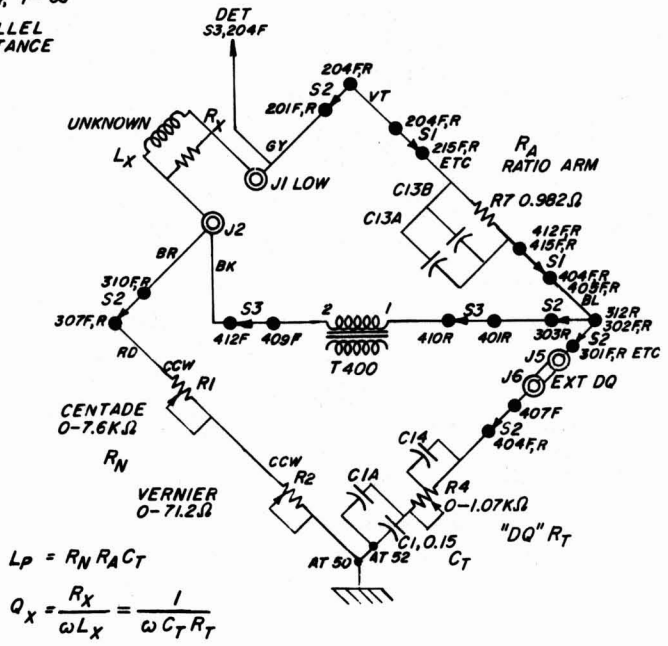 LLEL
TANCE
DET
S3,204F
204F,R
S2
201F,R
VT
204F,R
S1
215F,R
ETC
UNKNOWN
RX
LX
GY
J1 LOW
RA
RATIO ARM
C13B
C13A
R7 0.982Ω
412F,R
415F,R
S1
404F,R
405F,R
BL
J2
BR
BK
310F,R
S2
307F,R
S3
412F
409F
2
1
T400
S3
410R
401R
S2
303R
312R
302F,R
S2
301F,R ETC
J5
J6
EXT DQ
RD
CCW
R1
CENTADE
0-7.6KΩ
RN
407F
S2
404F,R
CCW
R2
VERNIER
0-71.2Ω
C14
C1A
R4
0-1.07KΩ
"DQ" RT
C1, 0.15
CT
AT 50
AT 52
LP = RN RA CT
QX = RX / ωLX = 1 / ω CT RT